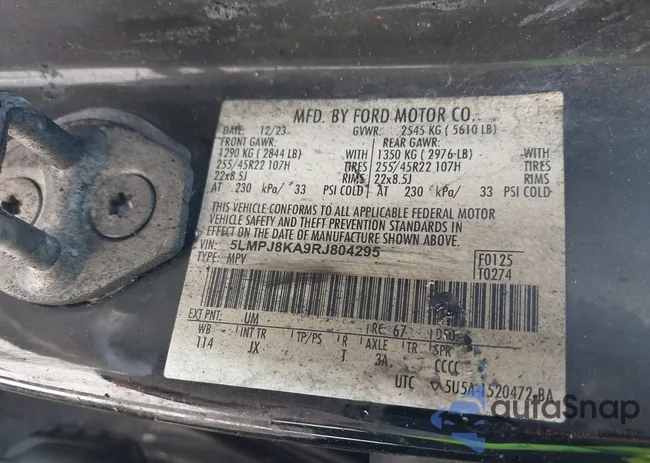 MFD. BY FORD MOTOR CO.
DATE: 12/23 GVWR: 2545 KG ( 5610 LB)
FRONT GAWR: REAR GAWR:
1290 KG ( 2844 LB) WITH 1350 KG ( 2976-LB) WITH
255/45R22 107H TIRES 255/45R22 107H TIRES
22x8.5J RIMS 22x8.5J RIMS
AT 230 kPa/ 33 PSI COLD AT 230 kPa/ 33 PSI COLD
THIS VEHICLE CONFORMS TO ALL APPLICABLE FEDERAL MOTOR
VEHICLE SAFETY AND THEFT PREVENTION STANDARDS IN
EFFECT ON THE DATE OF MANUFACTURE SHOWN ABOVE.
VIN: 5LMPJ8KA9RJ804295
TYPE: MPV
F0125
T0274
EXT PNT: UM RC: 67 DSO:
WB INT TR TP/PS R AXLE TR SPR
114 JX T 3A CCCC
UTC 5U5A-1520472-BA
autoSnap